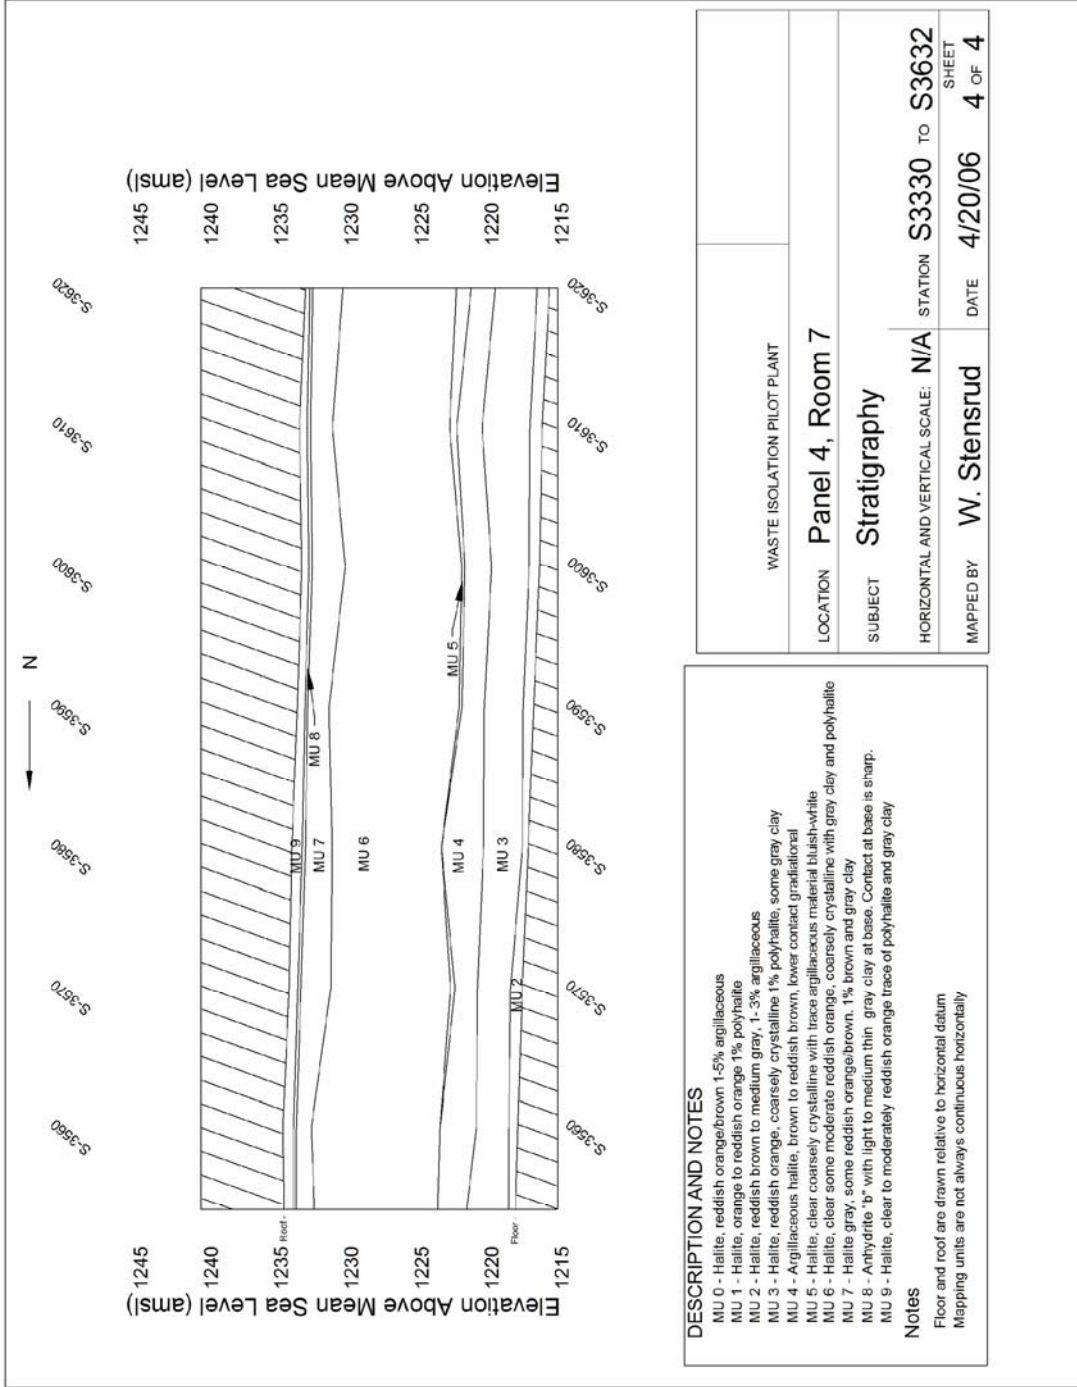 N
S-3560
S-3570
S-3580
S-3590
S-3600
S-3610
S-3620
Elevation Above Mean Sea Level (amsl)
1245
1240
1235
1230
1225
1220
1215
Roof -
Floor -
MU 9
MU 8
MU 7
MU 6
MU 5
MU 4
MU 3
MU 2
Elevation Above Mean Sea Level (amsl)
1245
1240
1235
1230
1225
1220
1215
S-3560
S-3570
S-3580
S-3590
S-3600
S-3610
S-3620
DESCRIPTION AND NOTES
MU 0 - Halite, reddish orange/brown 1-5% argillaceous
MU 1 - Halite, orange to reddish orange 1% polyhalite
MU 2 - Halite, reddish brown to medium gray, 1- 3% argillaceous
MU 3 - Halite, reddish orange, coarsely crystalline 1% polyhalite, some gray clay
MU 4 - Argillaceous halite, brown to reddish brown, lower contact gradiational
MU 5 - Halite, clear coarsely crystalline with trace argillaceous material bluish-white
MU 6 - Halite, clear some moderate reddish orange, coarsely crystalline with gray clay and polyhalite
MU 7 - Halite gray, some reddish orange/brown. 1% brown and gray clay
MU 8 - Anhydrite "b" with light to medium thin gray clay at base. Contact at base is sharp.
MU 9 - Halite, clear to moderately reddish orange trace of polyhalite and gray clay
Notes
Floor and roof are drawn relative to horizontal datum
Mapping units are not always continuous horizontally
WASTE ISOLATION PILOT PLANT
LOCATION Panel 4, Room 7
SUBJECT Stratigraphy
HORIZONTAL AND VERTICAL SCALE: N/A STATION S3330 TO S3632
MAPPED BY W. Stensrud DATE 4/20/06 SHEET 4 OF 4